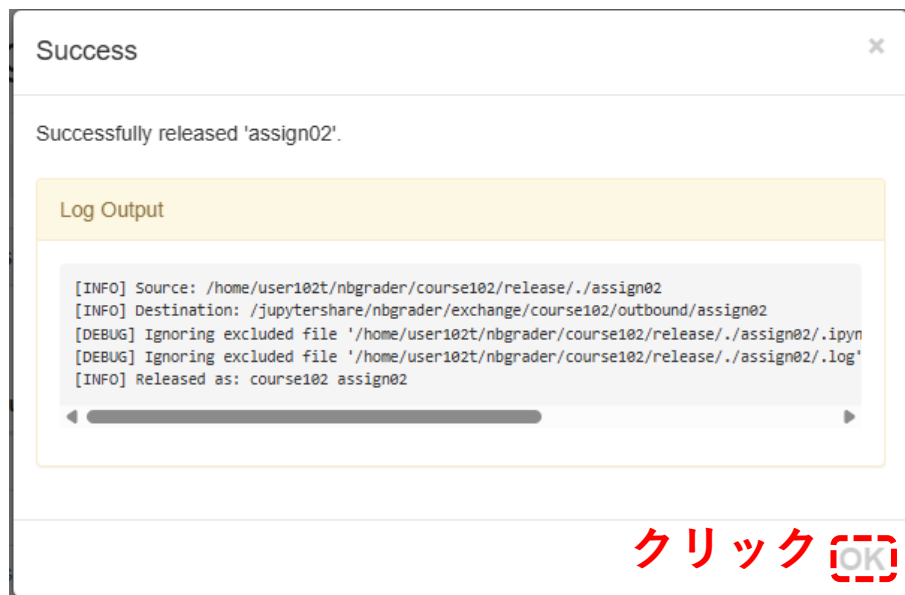 Success ×
Successfully released 'assign02'.
Log Output
[INFO] Source: /home/user102t/nbgrader/course102/release/./assign02
[INFO] Destination: /jupytershare/nbgrader/exchange/course102/outbound/assign02
[DEBUG] Ignoring excluded file '/home/user102t/nbgrader/course102/release/./assign02/.ipyn
[DEBUG] Ignoring excluded file '/home/user102t/nbgrader/course102/release/./assign02/.log'
[INFO] Released as: course102 assign02
クリック OK